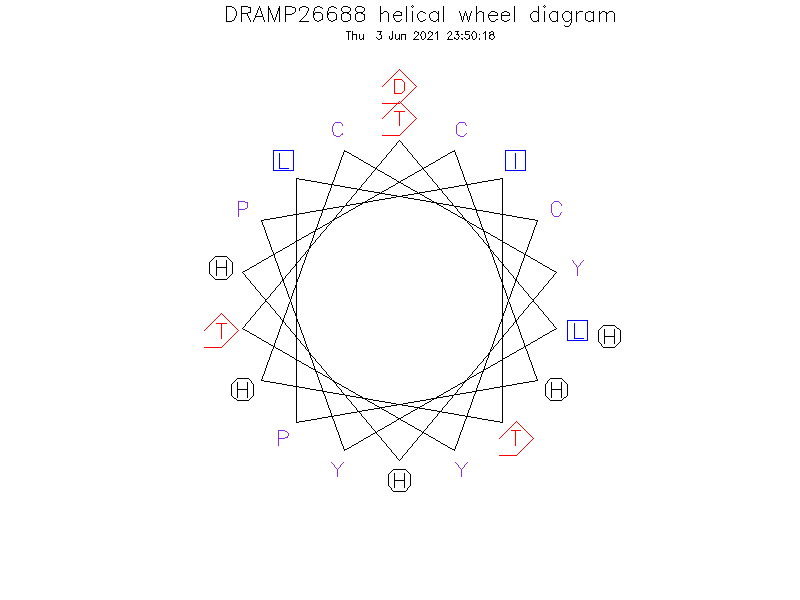 DRAMP26688 helical wheel diagram
Thu 3 Jun 2021 23:50:18
D
T
C C
L I
P C
H Y
T L H
H H
P T
Y Y
H